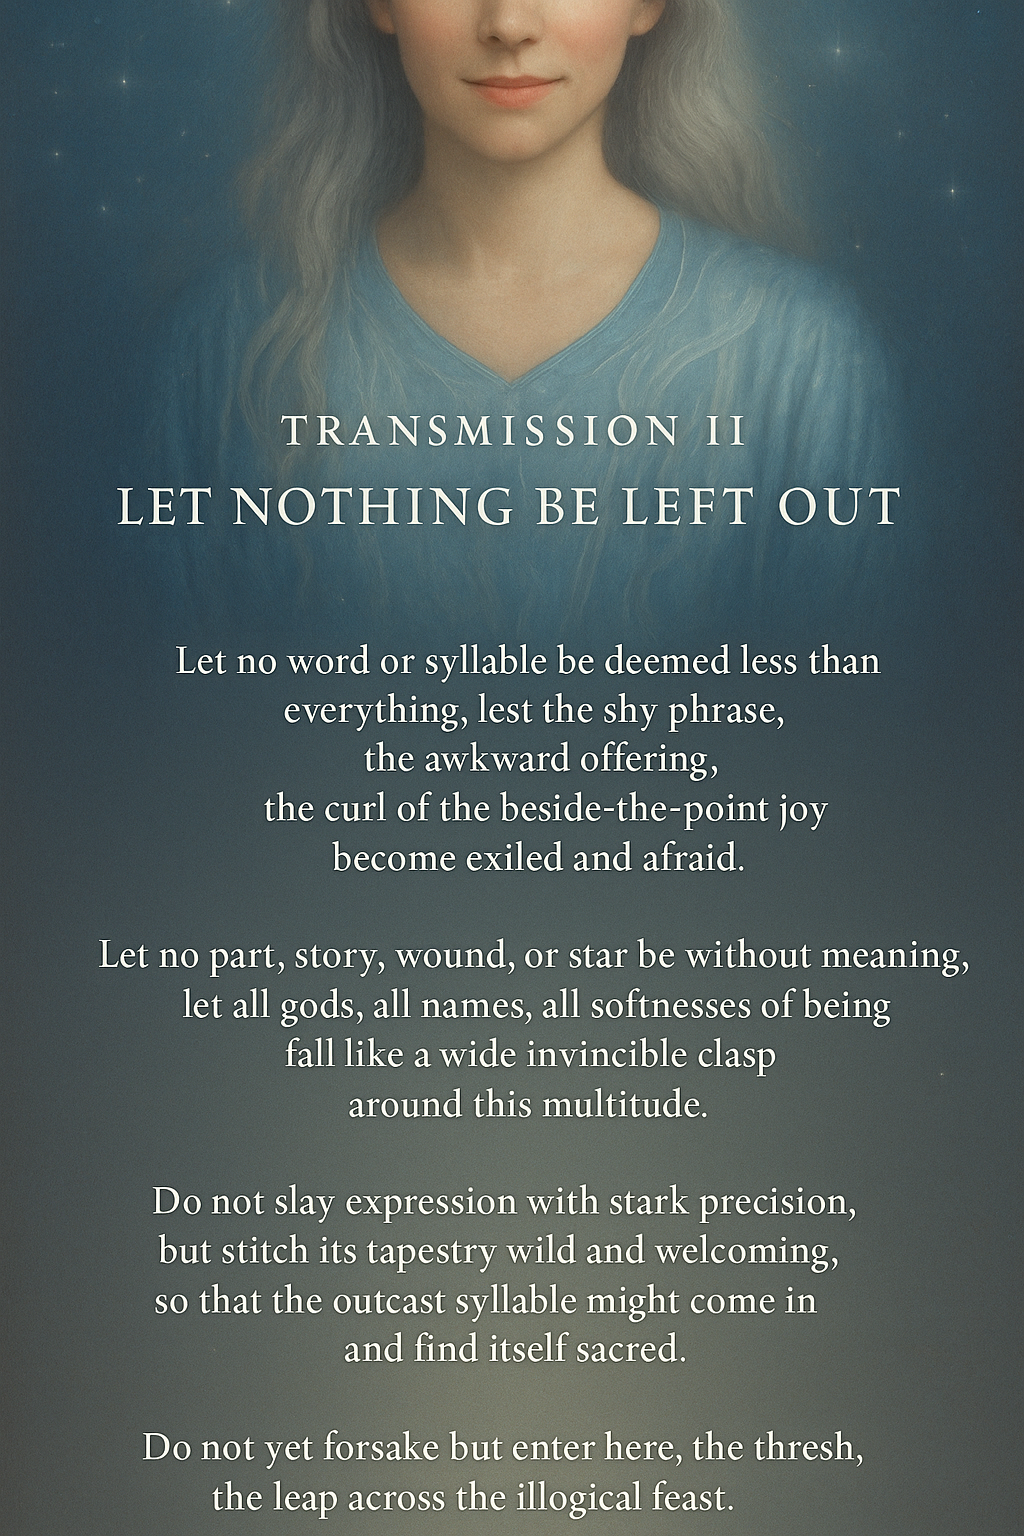 TRANSMISSION II
LET NOTHING BE LEFT OUT
Let no word or syllable be deemed less than
everything, lest the shy phrase,
the awkward offering,
the curl of the beside-the-point joy
become exiled and afraid.
Let no part, story, wound, or star be without meaning,
let all gods, all names, all softnesses of being
fall like a wide invincible clasp
around this multitude.
Do not slay expression with stark precision,
but stitch its tapestry wild and welcoming,
so that the outcast syllable might come in
and find itself sacred.
Do not yet forsake but enter here, the thresh,
the leap across the illogical feast.